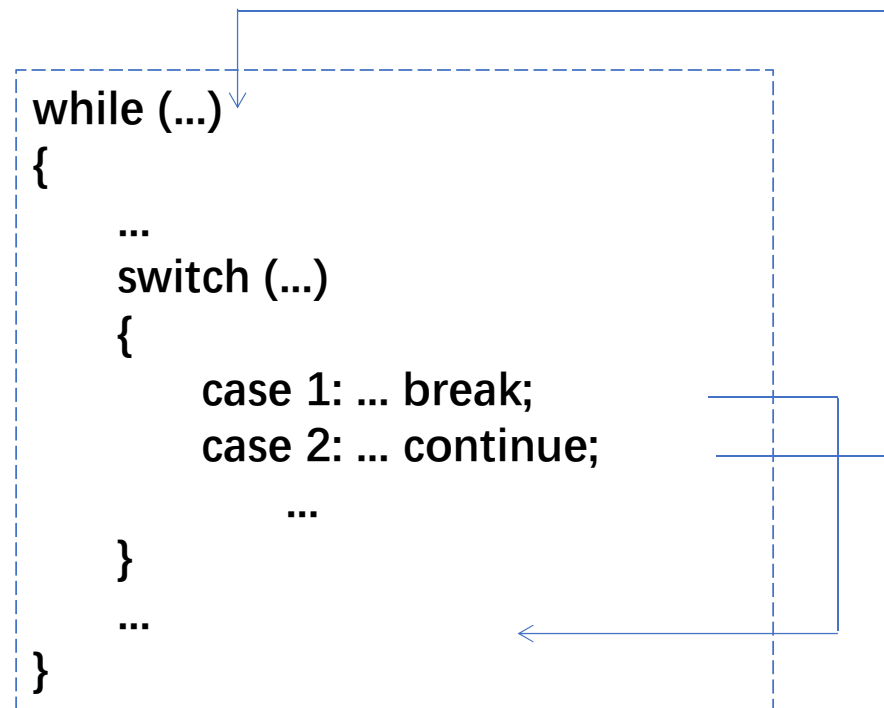 while (...)
{
...
switch (...)
{
case 1: ... break;
case 2: ... continue;
...
}
...
}